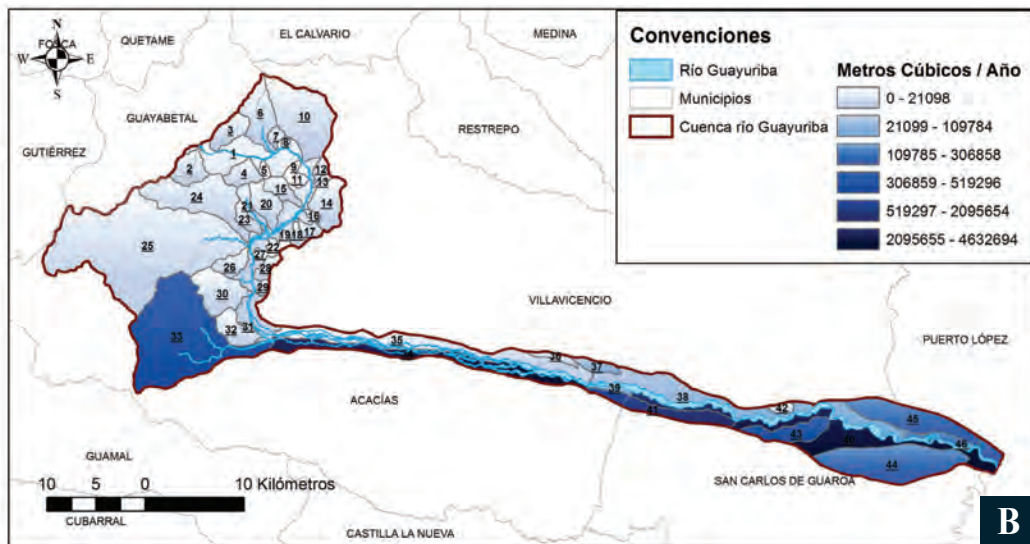 N
W E
S
FOSCA
QUETAME
EL CALVARIO
MEDINA
GUAYABETAL
RESTREPO
GUTIÉRREZ
Convenciones
Río Guayuriba
Municipios
Cuenca río Guayuriba
Metros Cúbicos / Año
0 - 21098
21099 - 109784
109785 - 306858
306859 - 519296
519297 - 2095654
2095655 - 4632694
6
10
3
7
8
1
2
4
5
9
11
12
13
24
15
14
21
20
16
23
19
18
17
22
25
27
26
28
29
30
32
31
33
35
36
37
39
38
41
42
43
45
46
44
VILLAVICENCIO
PUERTO LÓPEZ
ACACÍAS
GUAMAL
SAN CARLOS DE GUAROA
10 5 0 10 Kilómetros
CUBARRAL
CASTILLA LA NUEVA
B